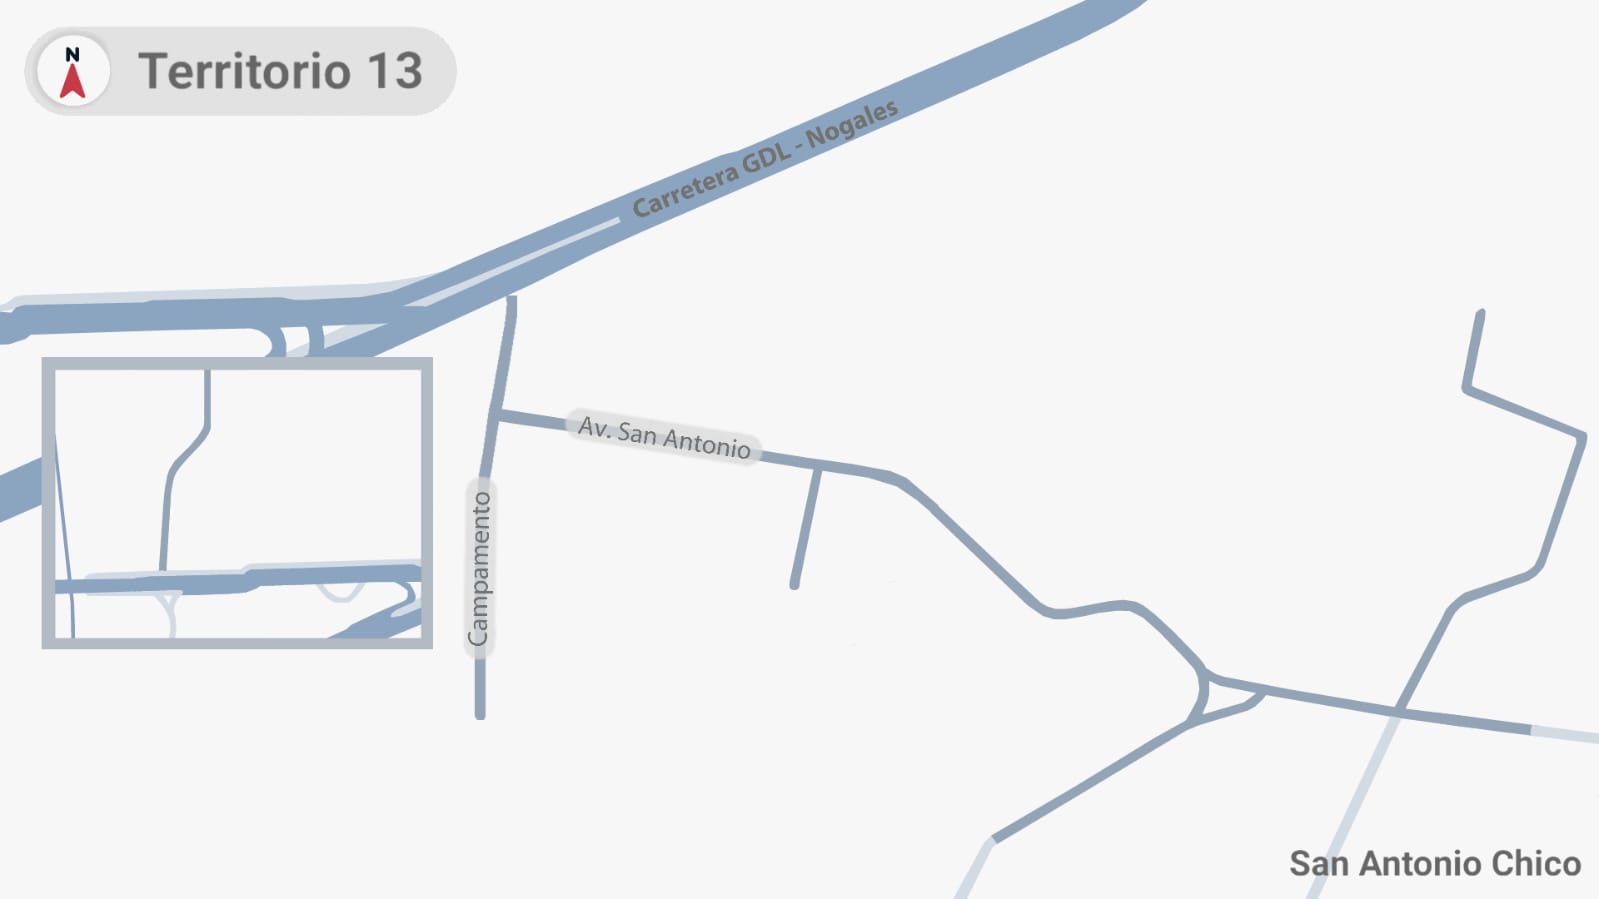 N
Territorio 13
Carretera GDL - Nogales
Av. San Antonio
Campamento
San Antonio Chico